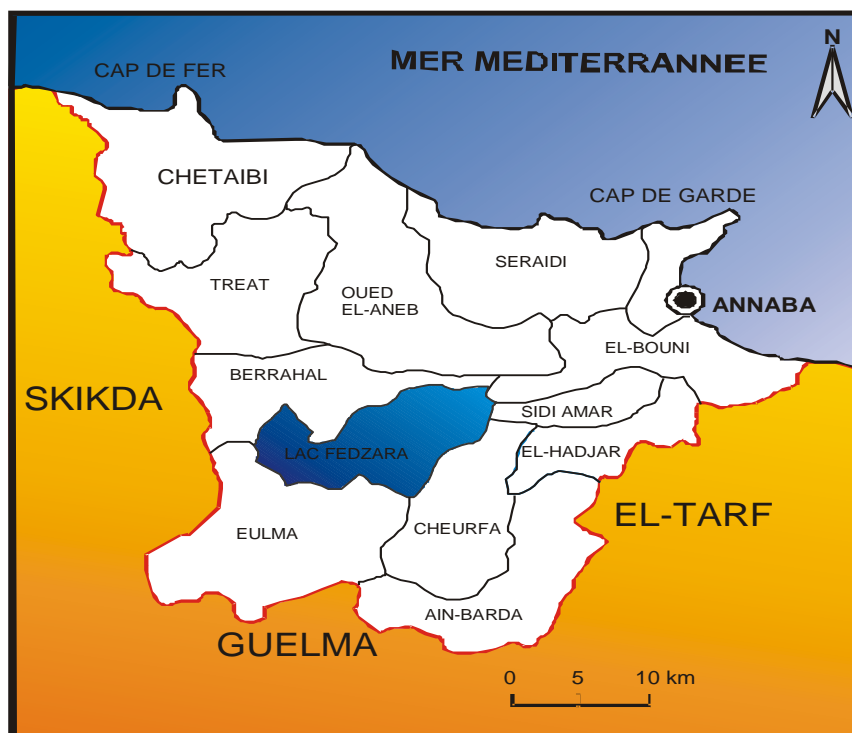 MER MEDITERRANNEE
N
CAP DE FER
CHETAIBI
CAP DE GARDE
SERAIDI
TREAT
OUED
EL-ANEB
ANNABA
EL-BOUNI
BERRAHAL
SKIKDA
SIDI AMAR
LAC FEDZARA
EL-HADJAR
EL-TARF
EULMA
CHEURFA
AIN-BARDA
GUELMA
0 5 10 km